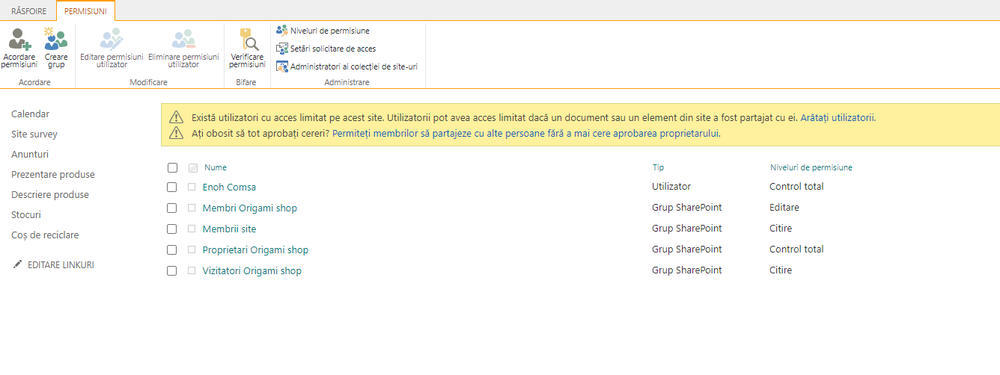 RĂSFOIRE
PERMISIUNI
Acordare permisiuni
Creare grup
Editare permisiuni utilizator
Eliminare permisiuni utilizator
Verificare permisiuni
Niveluri de permisiune
Setări solicitare de acces
Administratori ai colecției de site-uri
Acordare
Modificare
Bifare
Administrare
Calendar
Site survey
Anunturi
Prezentare produse
Descriere produse
Stocuri
Coș de reciclare
EDITARE LINKURI
Există utilizatori cu acces limitat pe acest site. Utilizatorii pot avea acces limitat dacă un document sau un element din site a fost partajat cu ei. Arătați utilizatorii.
Ați obosit să tot aprobați cereri? Permiteți membrilor să partajeze cu alte persoane fără a mai cere aprobarea proprietarului.
Nume Tip Niveluri de permisiune
Enoh Comsa Utilizator Control total
Membri Origami shop Grup SharePoint Editare
Membrii site Grup SharePoint Citire
Proprietari Origami shop Grup SharePoint Control total
Vizitatori Origami shop Grup SharePoint Citire